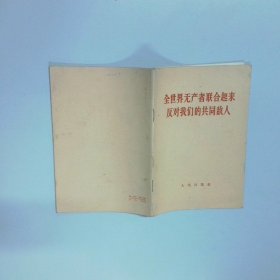 全世界无产者联合起来
反对我们的共同敌人
人民出版社